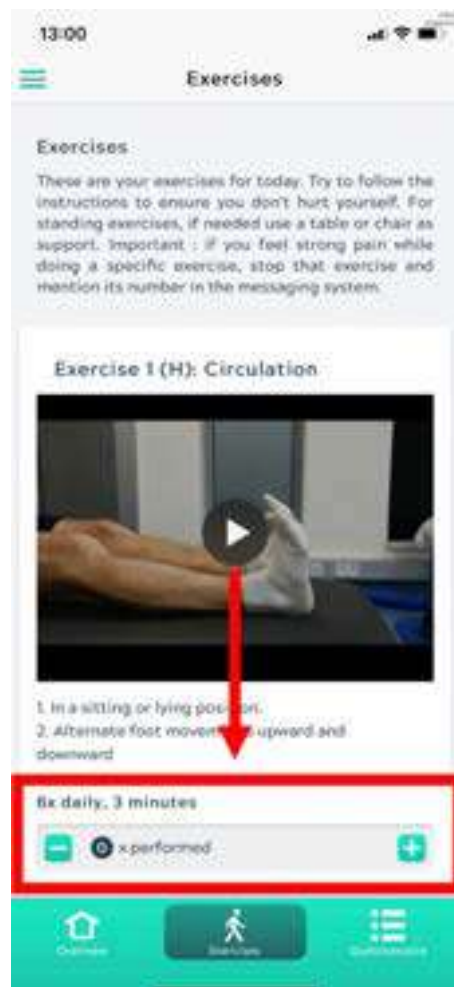 13:00
Exercises
Exercises
These are your exercises for today. Try to follow the
instructions to ensure you don't hurt yourself. For
standing exercises, if needed use a table or chair as
support. Important : if you feel strong pain while
doing a specific exercise, stop that exercise and
mention its number in the messaging system.
Exercise 1 (H): Circulation
1. In a sitting or lying
2. Alternate foot upward and
downward
6x daily, 3 minutes
0 x performed
Overview
Exercises